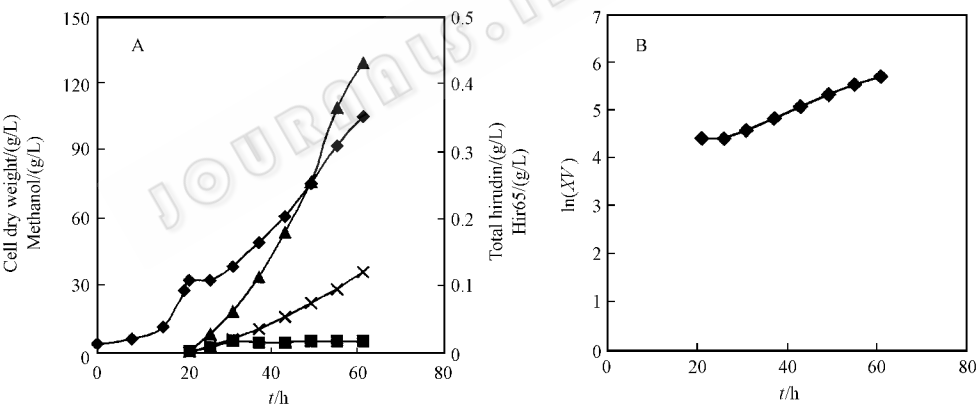 A
150
120
90
60
30
0
Cell dry weight/(g/L)
Methanol/(g/L)
0.5
0.4
0.3
0.2
0.1
0
Total hirudin/(g/L)
Hir65/(g/L)
0 20 40 60 80
t/h
B
7
6
5
4
3
2
1
0
ln(XV)
20 40 60 80
t/h
JOURNALS.